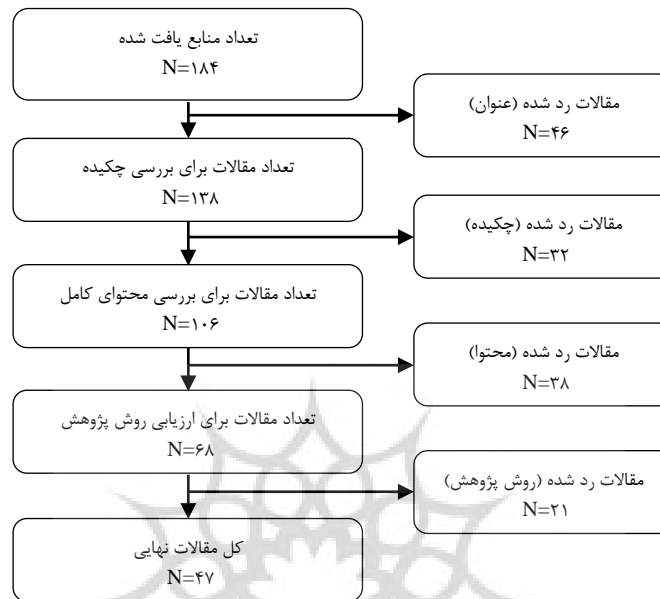 تعداد منابع یافت شده
N=۱۸۴
مقالات رد شده (عنوان)
N=۴۶
تعداد مقالات برای بررسی چکیده
N=۱۳۸
مقالات رد شده (چکیده)
N=۳۲
تعداد مقالات برای بررسی محتوای کامل
N=۱۰۶
مقالات رد شده (محتوا)
N=۳۸
تعداد مقالات برای ارزیابی روش پژوهش
N=۶۸
مقالات رد شده (روش پژوهش)
N=۲۱
کل مقالات نهایی
N=۴۷